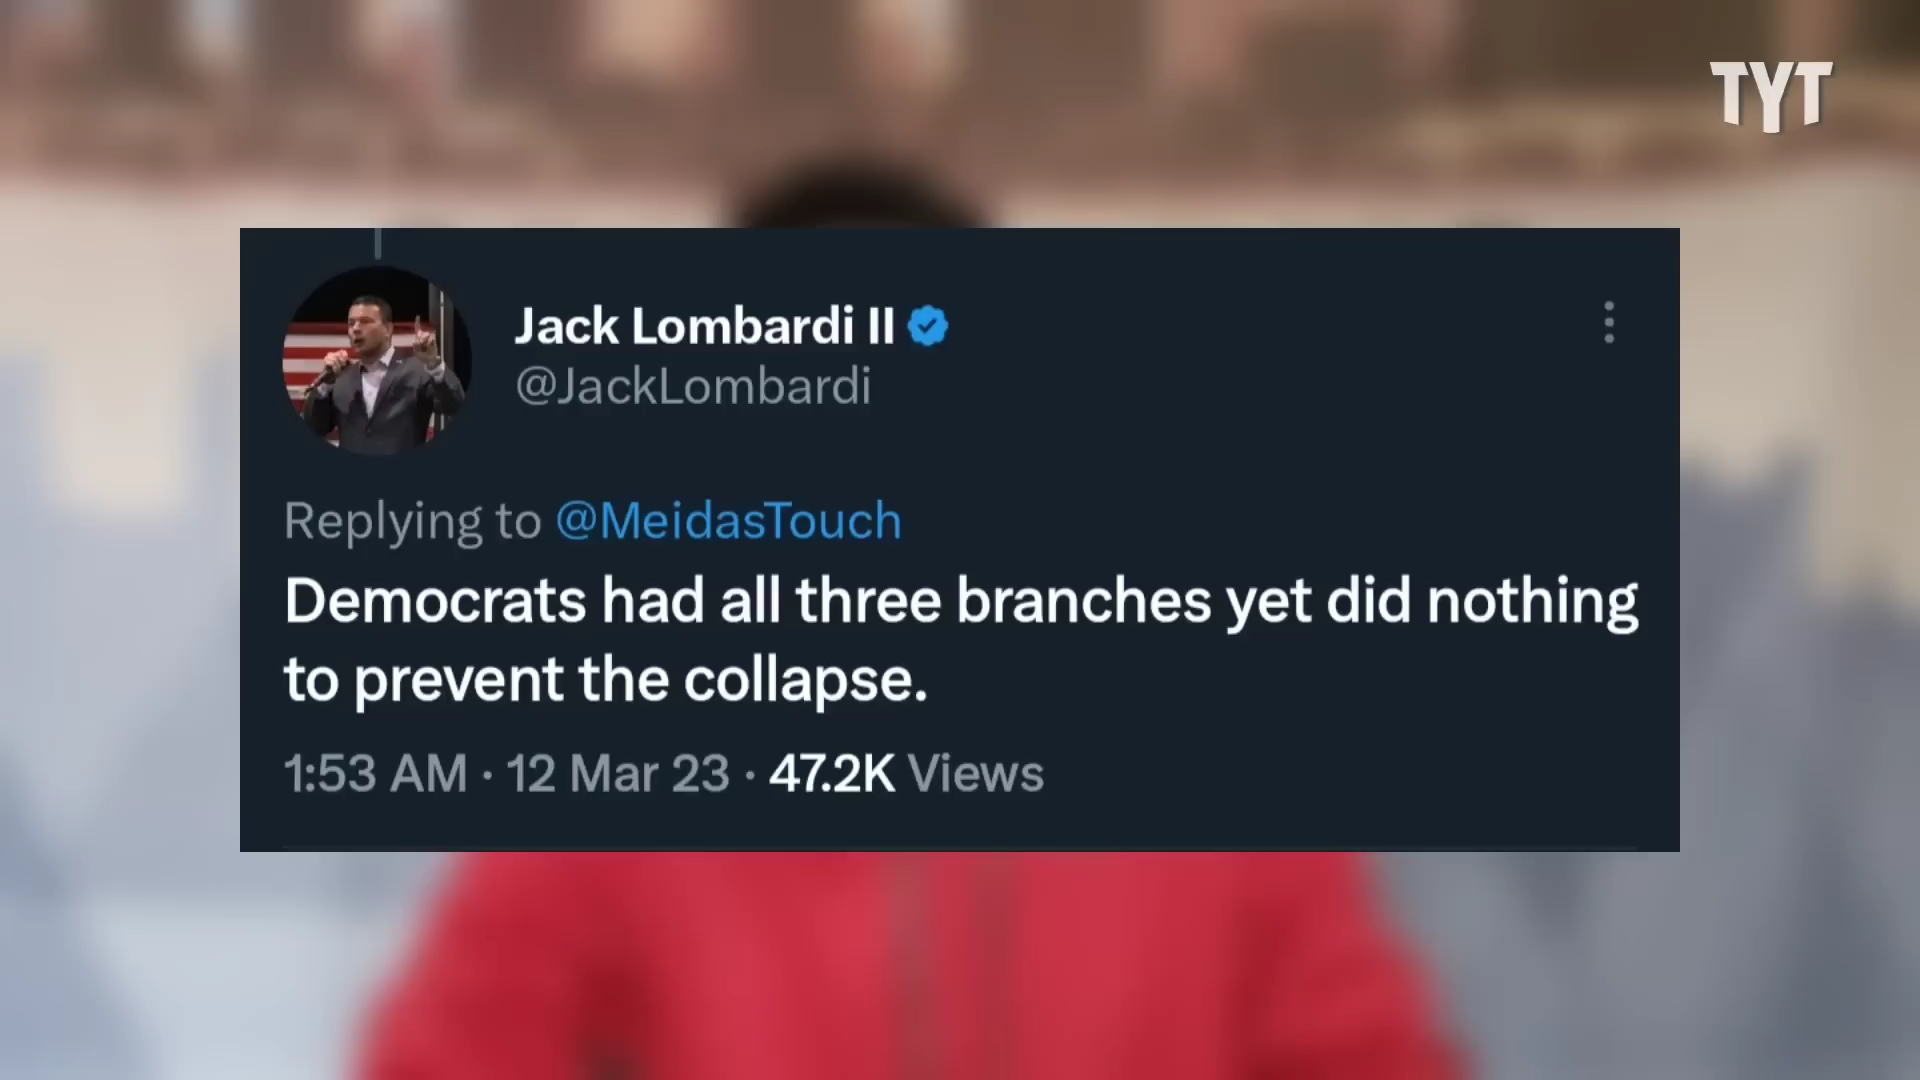 TYT
Jack Lombardi II
@JackLombardi
Replying to @MeidasTouch
Democrats had all three branches yet did nothing
to prevent the collapse.
1:53 AM · 12 Mar 23 · 47.2K Views